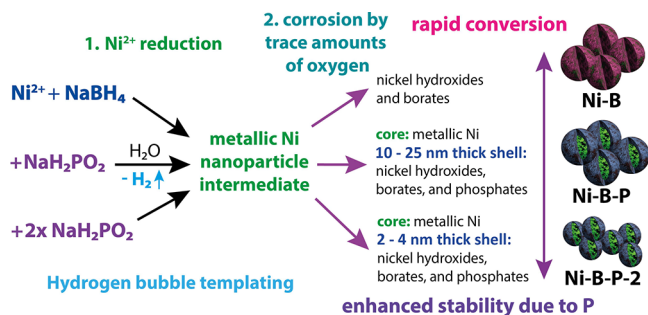 1. Ni²⁺ reduction
2. corrosion by
trace amounts
of oxygen
rapid conversion
Ni²⁺ + NaBH₄
+NaH₂PO₂
+2x NaH₂PO₂
H₂O
- H₂↑
metallic Ni
nanoparticle
intermediate
nickel hydroxides
and borates
core: metallic Ni
10 - 25 nm thick shell:
nickel hydroxides,
borates, and phosphates
core: metallic Ni
2 - 4 nm thick shell:
nickel hydroxides,
borates, and phosphates
Ni-B
Ni-B-P
Ni-B-P-2
Hydrogen bubble templating
enhanced stability due to P